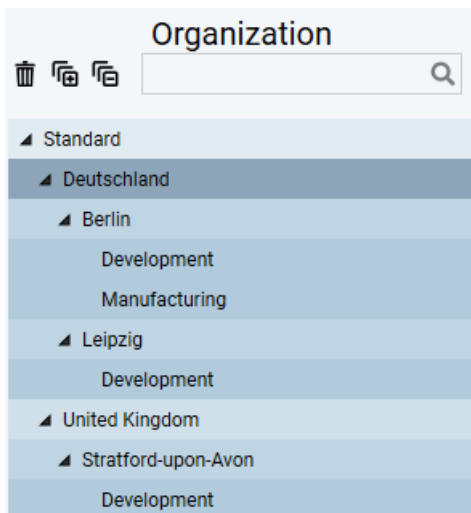 Organization
Standard
Deutschland
Berlin
Development
Manufacturing
Leipzig
Development
United Kingdom
Stratford-upon-Avon
Development